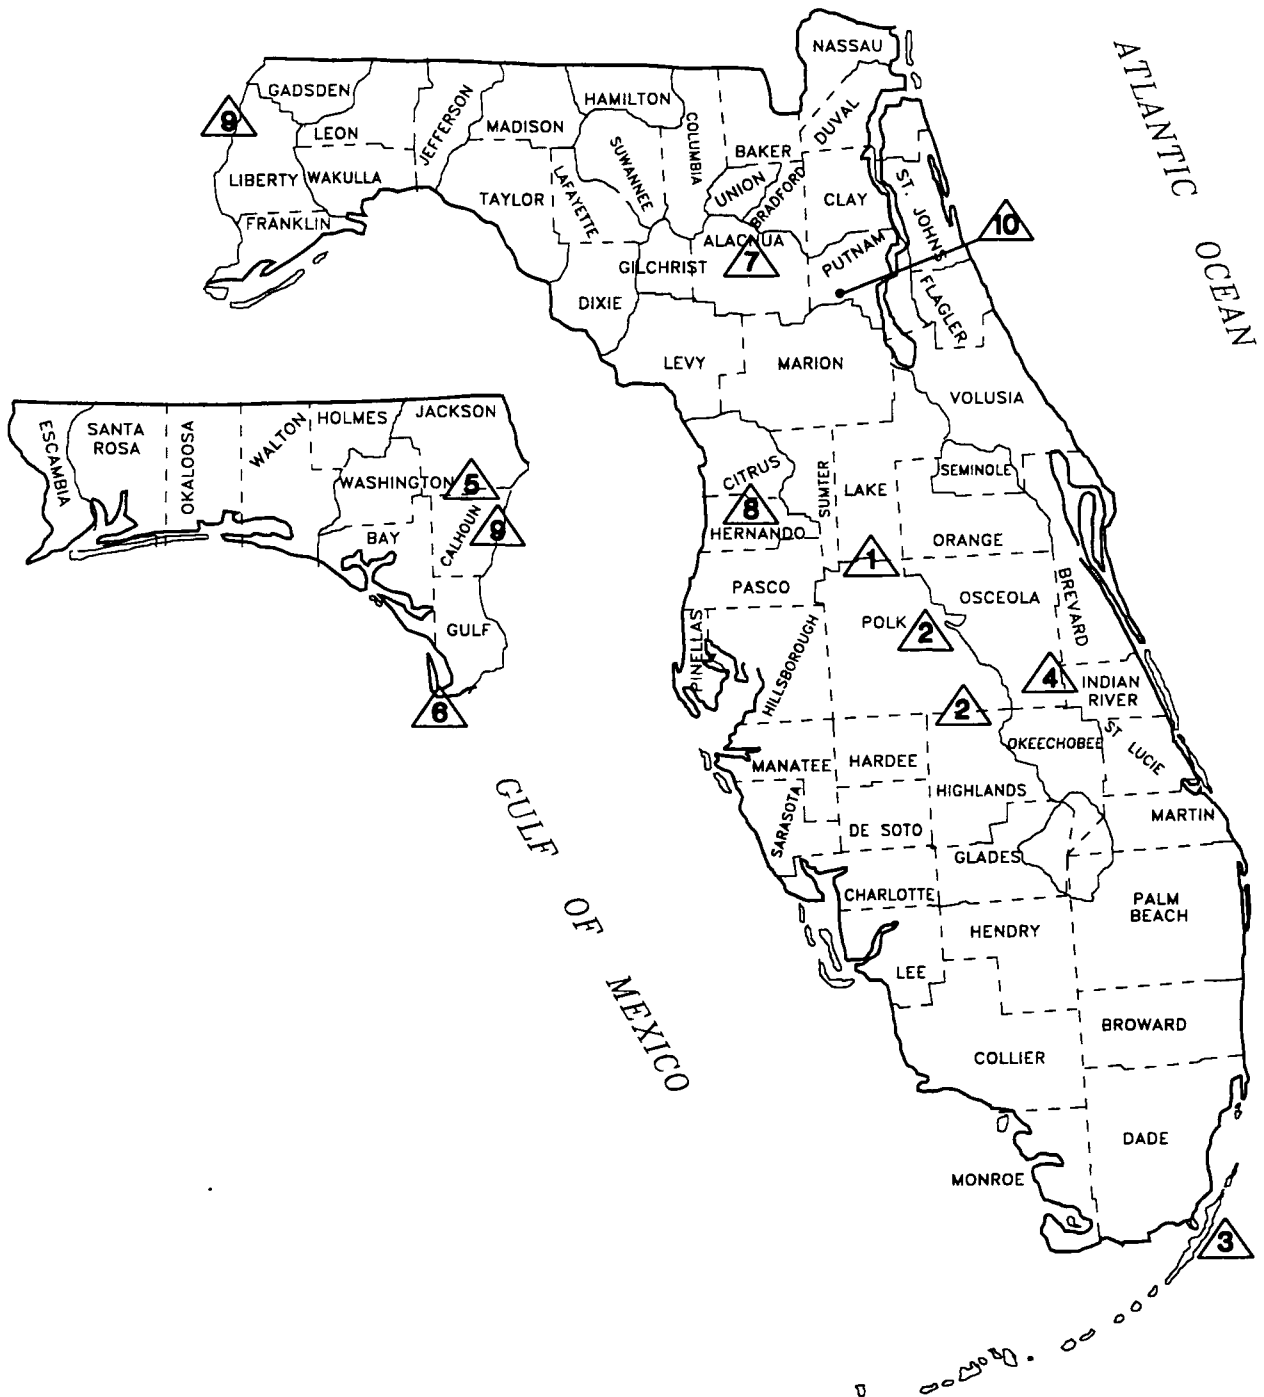 NASSAU
ATLANTIC
OCEAN
GADSDEN
HAMILTON
JEFFERSON
MADISON
COLUMBIA
DUVAL
9
LEON
BAKER
SUWANNEE
LIBERTY
WAKULLA
TAYLOR
LAFAYETTE
UNION
BRADFORD
CLAY
ST. JOHNS
FRANKLIN
ALACHUA
10
GILCHRIST
7
PUTNAM
DIXIE
FLAGLER
LEVY
MARION
VOLUSIA
ESCAMBIA
SANTA
ROSA
OKALOOSA
WALTON
HOLMES
JACKSON
WASHINGTON
5
CITRUS
SUMTER
LAKE
SEMINOLE
8
BAY
CALHOUN
9
HERNANDO
ORANGE
1
PASCO
OSCEOLA
BREVARD
GULF
PINELLAS
HILLSBOROUGH
POLK
2
4
INDIAN
RIVER
6
2
OKEECHOBEE
ST. LUCIE
MANATEE
HARDEE
HIGHLANDS
GULF
OF
MEXICO
SARASOTA
DE SOTO
MARTIN
GLADES
CHARLOTTE
PALM
BEACH
HENDRY
LEE
BROWARD
COLLIER
DADE
MONROE
3